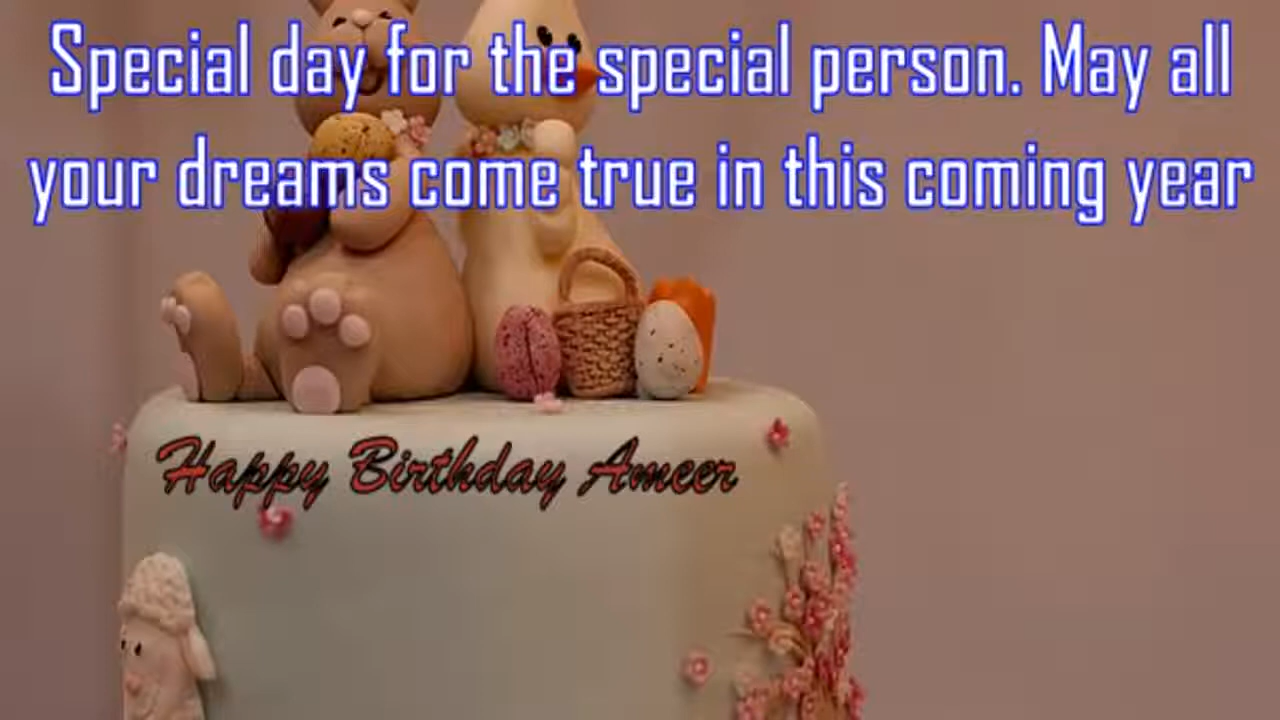 Special day for the special person. May all
your dreams come true in this coming year
Happy Birthday Ameer